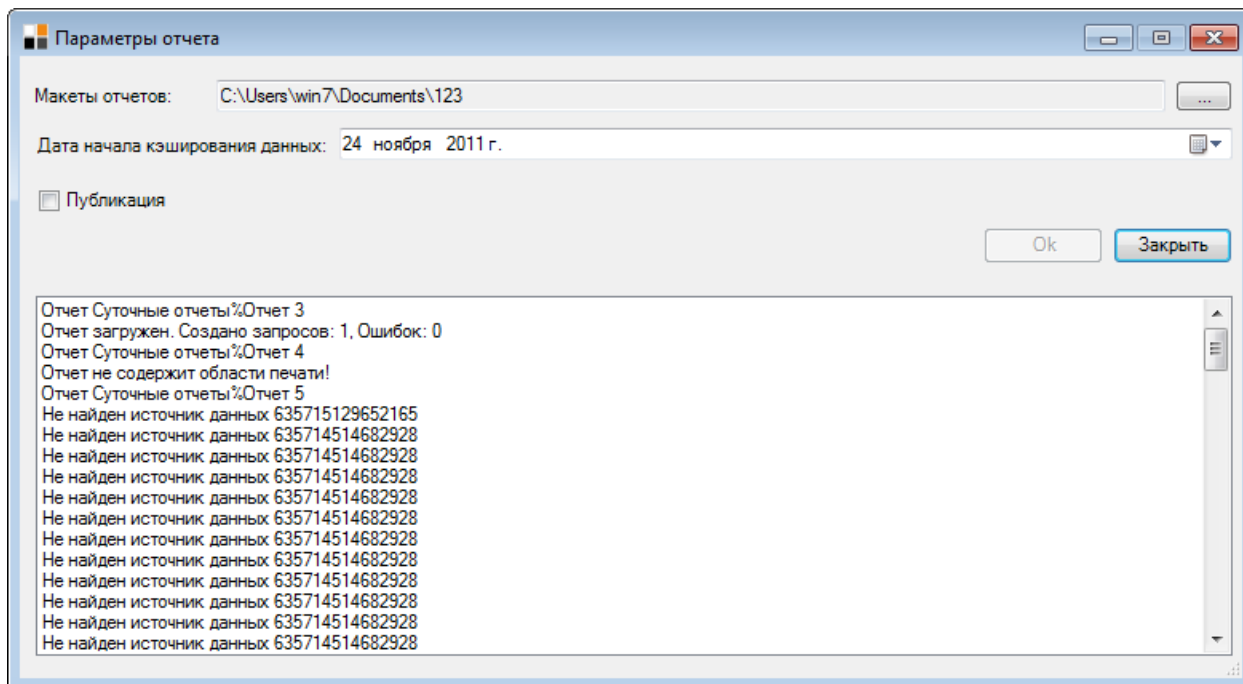 Параметры отчета
Макеты отчетов: C:\Users\win7\Documents\123 ...
Дата начала кэширования данных: 24 ноября 2011 г.
Публикация
Ok Закрыть
Отчет Суточные отчеты%Отчет 3
Отчет загружен. Создано запросов: 1, Ошибок: 0
Отчет Суточные отчеты%Отчет 4
Отчет не содержит области печати!
Отчет Суточные отчеты%Отчет 5
Не найден источник данных 635715129652165
Не найден источник данных 635714514682928
Не найден источник данных 635714514682928
Не найден источник данных 635714514682928
Не найден источник данных 635714514682928
Не найден источник данных 635714514682928
Не найден источник данных 635714514682928
Не найден источник данных 635714514682928
Не найден источник данных 635714514682928
Не найден источник данных 635714514682928
Не найден источник данных 635714514682928
Не найден источник данных 635714514682928